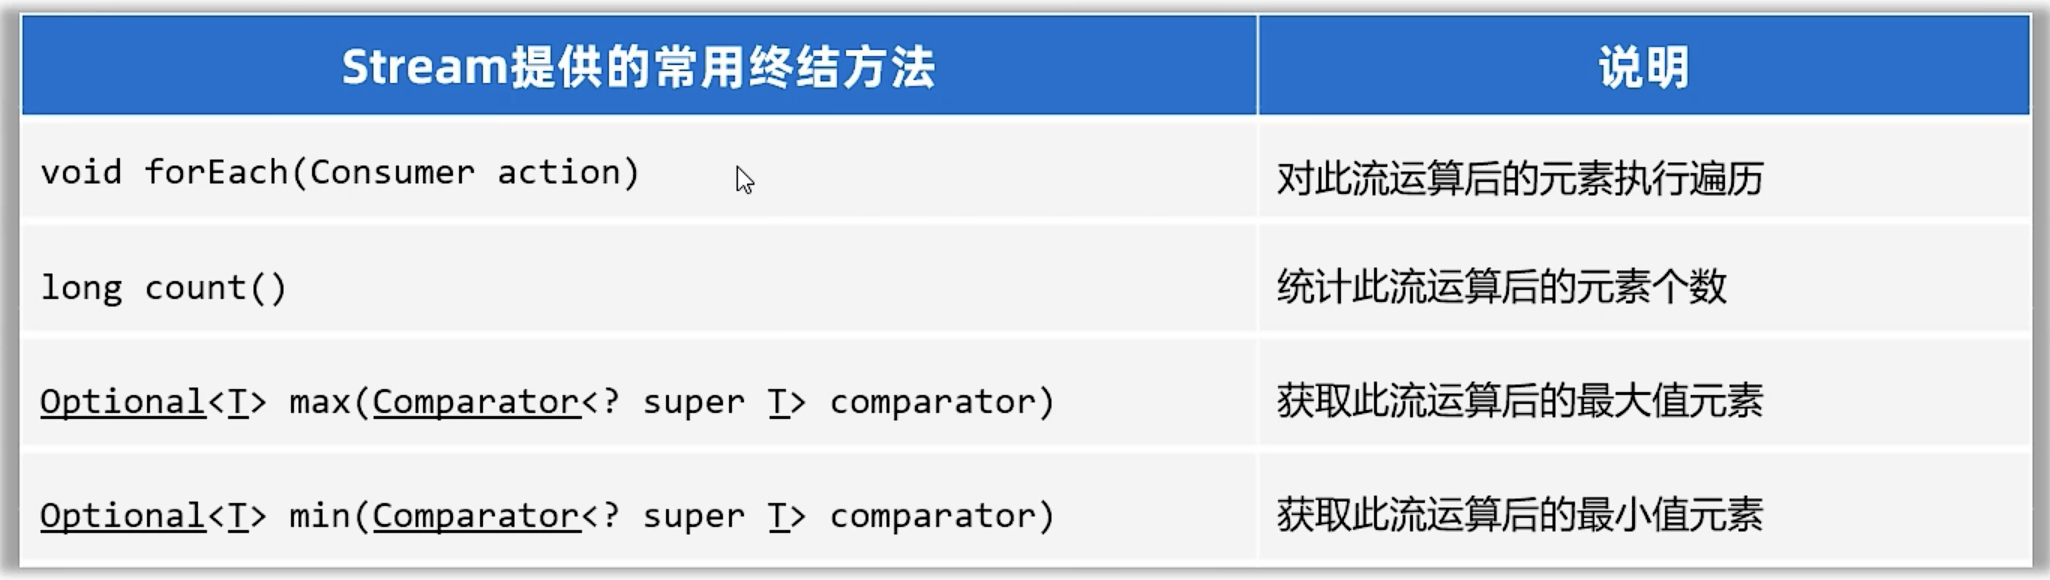 Stream提供的常用终结方法 说明
void forEach(Consumer action) 对此流运算后的元素执行遍历
long count() 统计此流运算后的元素个数
Optional<T> max(Comparator<? super T> comparator) 获取此流运算后的最大值元素
Optional<T> min(Comparator<? super T> comparator) 获取此流运算后的最小值元素